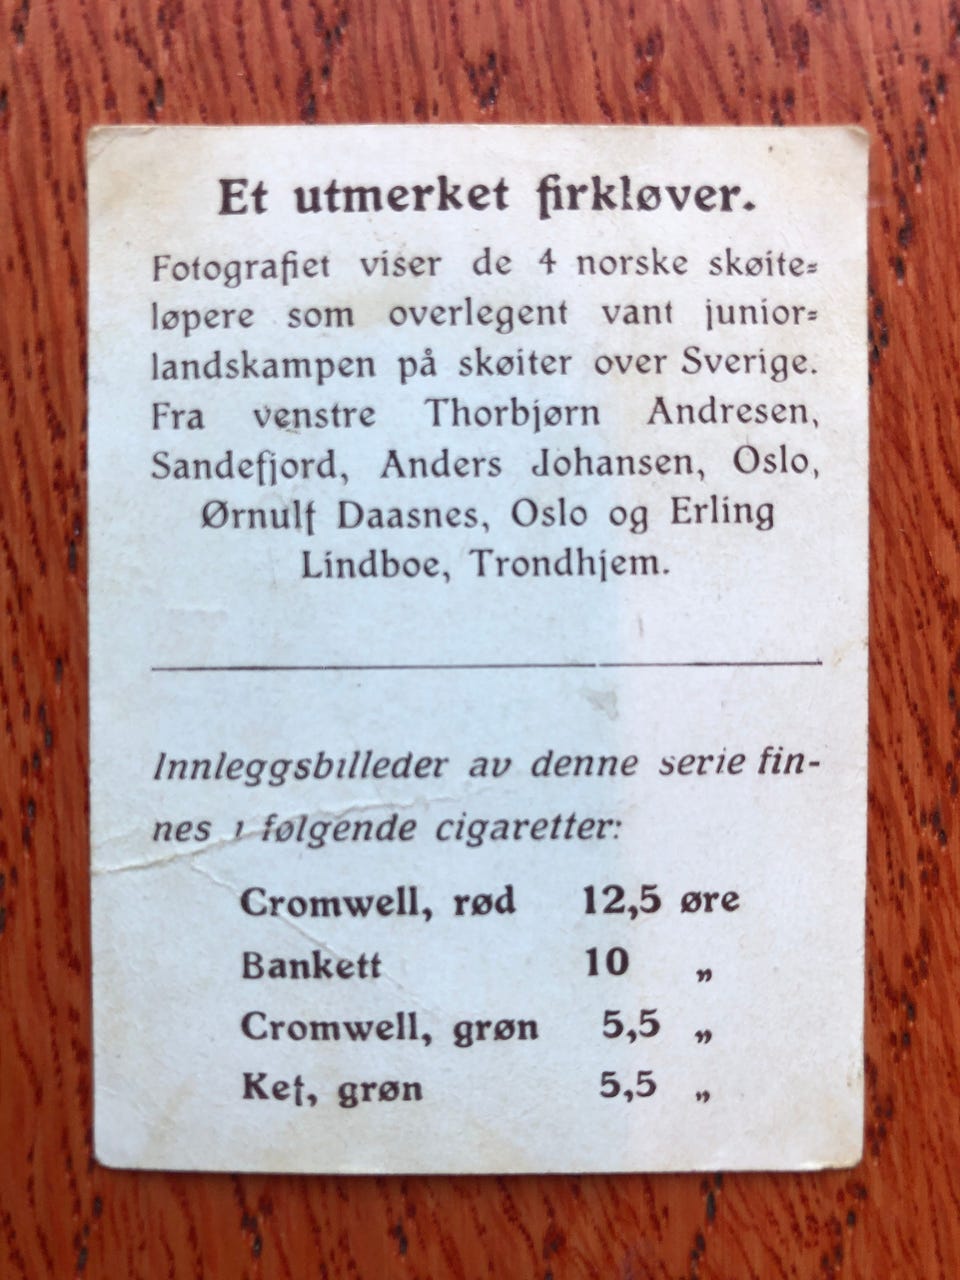 Et utmerket firkløver.
Fotografiet viser de 4 norske skøite=
løpere som overlegent vant junior=
landskampen på skøiter over Sverige.
Fra venstre Thorbjørn Andresen,
Sandefjord, Anders Johansen, Oslo,
Ørnulf Daasnes, Oslo og Erling
Lindboe, Trondhjem.
Innleggsbilleder av denne serie fin-
nes i følgende cigaretter:
Cromwell, rød 12,5 øre
Bankett 10 „
Cromwell, grøn 5,5 „
Kef, grøn 5,5 „